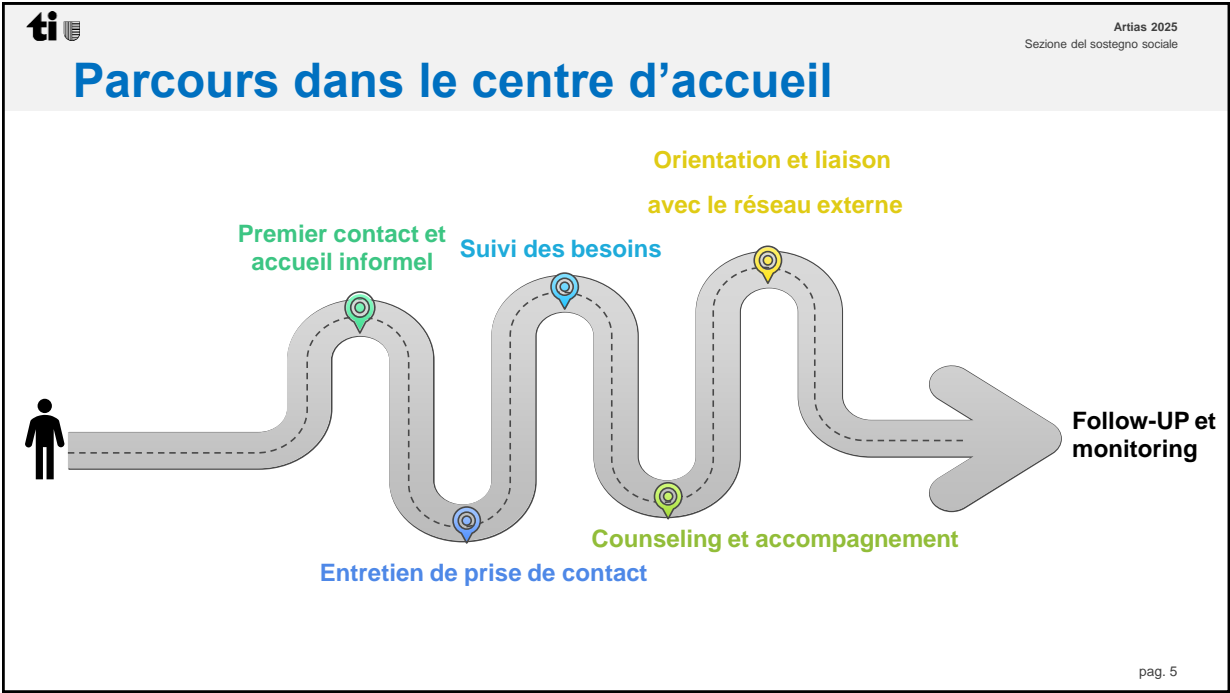 ti
Artias 2025
Sezione del sostegno sociale
Parcours dans le centre d’accueil
Orientation et liaison
avec le réseau externe
Premier contact et
accueil informel
Suivi des besoins
Follow-UP et
monitoring
Counseling et accompagnement
Entretien de prise de contact
pag. 5